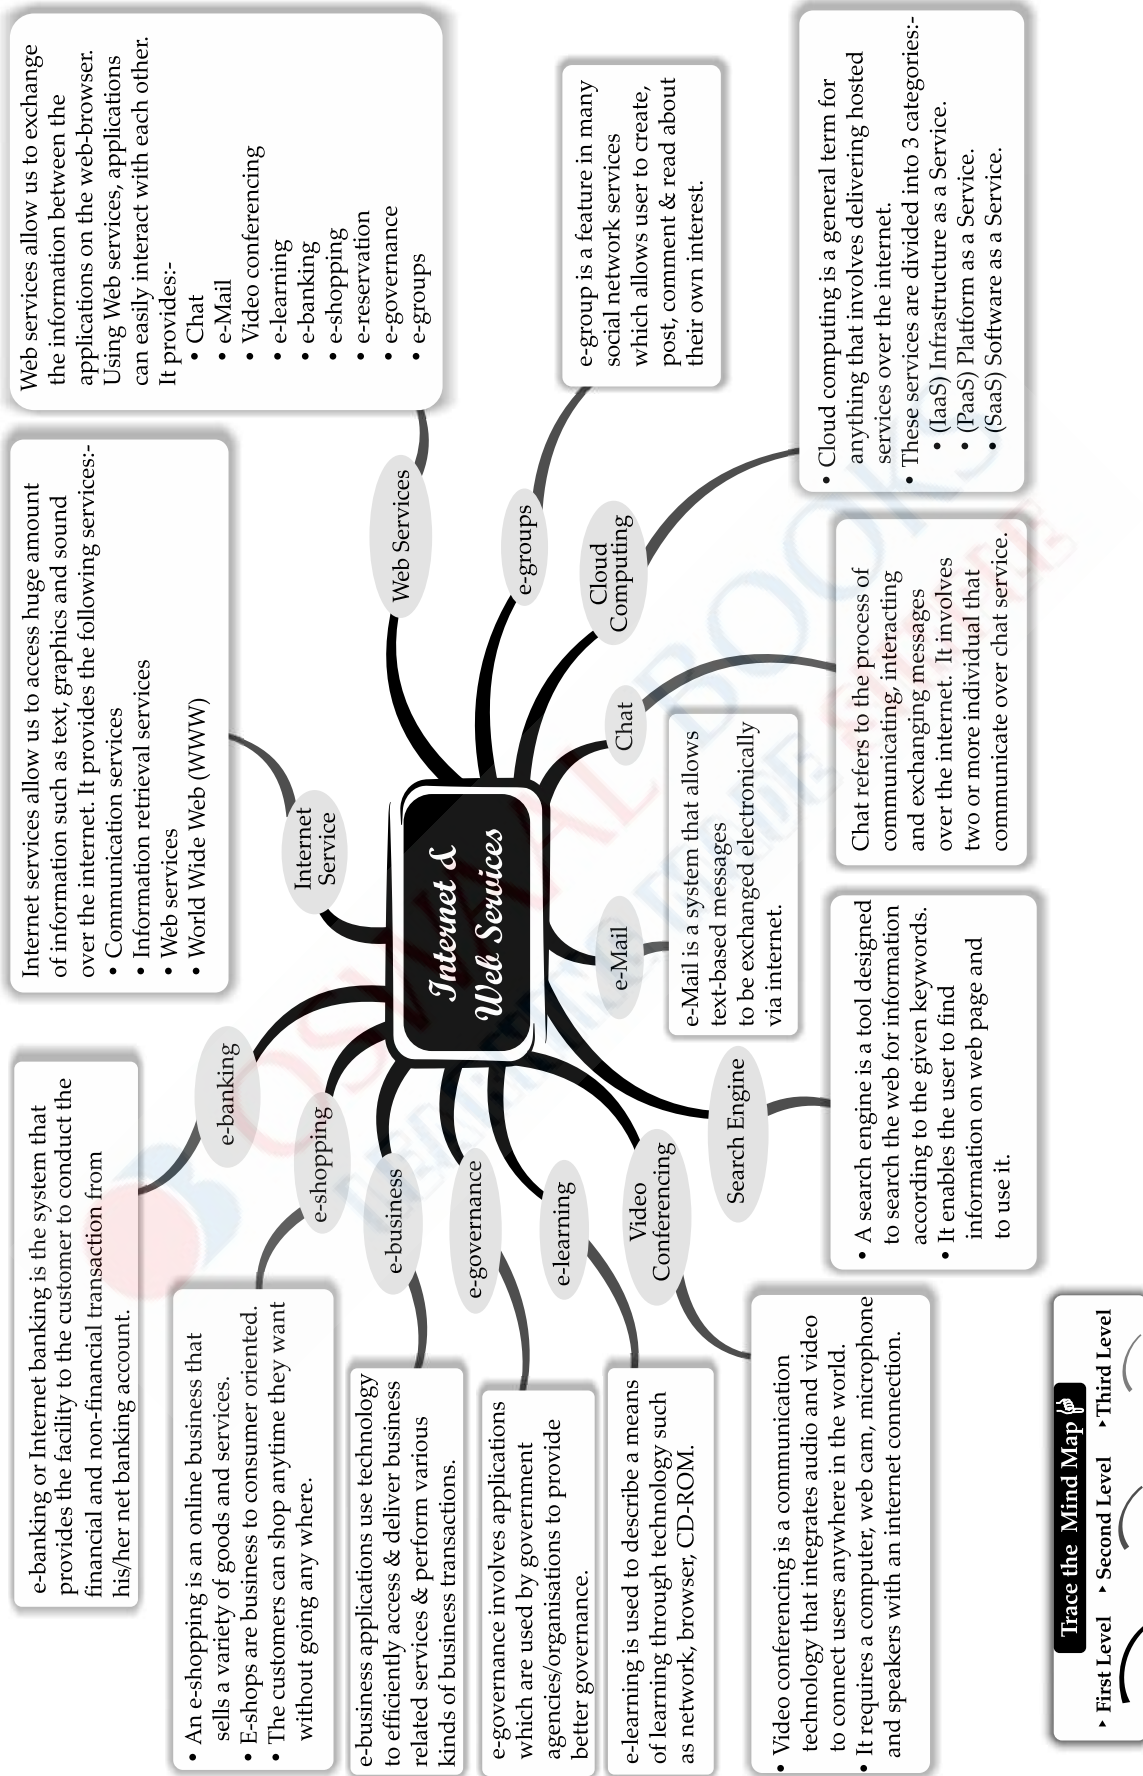 Internet &
Web Services
Internet
Service
Internet services allow us to access huge amount
of information such as text, graphics and sound
over the internet. It provides the following services:-
• Communication services
• Information retrieval services
• Web services
• World Wide Web (WWW)
Web Services
Web services allow us to exchange
the information between the
applications on the web-browser.
Using Web services, applications
can easily interact with each other.
It provides:-
• Chat
• e-Mail
• Video conferencing
• e-learning
• e-banking
• e-shopping
• e-reservation
• e-governance
• e-groups
e-groups
e-group is a feature in many
social network services
which allows user to create,
post, comment & read about
their own interest.
Cloud
Computing
• Cloud computing is a general term for
anything that involves delivering hosted
services over the internet.
• These services are divided into 3 categories:-
• (IaaS) Infrastructure as a Service.
• (PaaS) Platform as a Service.
• (SaaS) Software as a Service.
Chat
Chat refers to the process of
communicating, interacting
and exchanging messages
over the internet. It involves
two or more individual that
communicate over chat service.
e-Mail
e-Mail is a system that allows
text-based messages
to be exchanged electronically
via internet.
Search Engine
• A search engine is a tool designed
to search the web for information
according to the given keywords.
• It enables the user to find
information on web page and
to use it.
Video
Conferencing
• Video conferencing is a communication
technology that integrates audio and video
to connect users anywhere in the world.
• It requires a computer, web cam, microphone
and speakers with an internet connection.
e-learning
e-learning is used to describe a means
of learning through technology such
as network, browser, CD-ROM.
e-governance
e-governance involves applications
which are used by government
agencies/organisations to provide
better governance.
e-business
e-business applications use technology
to efficiently access & deliver business
related services & perform various
kinds of business transactions.
e-shopping
• An e-shopping is an online business that
sells a variety of goods and services.
• E-shops are business to consumer oriented.
• The customers can shop anytime they want
without going any where.
e-banking
e-banking or Internet banking is the system that
provides the facility to the customer to conduct the
financial and non-financial transaction from
his/her net banking account.
Trace the Mind Map
First Level Second Level Third Level
OSWAAL BOOKS
LEARNING MADE SIMPLE